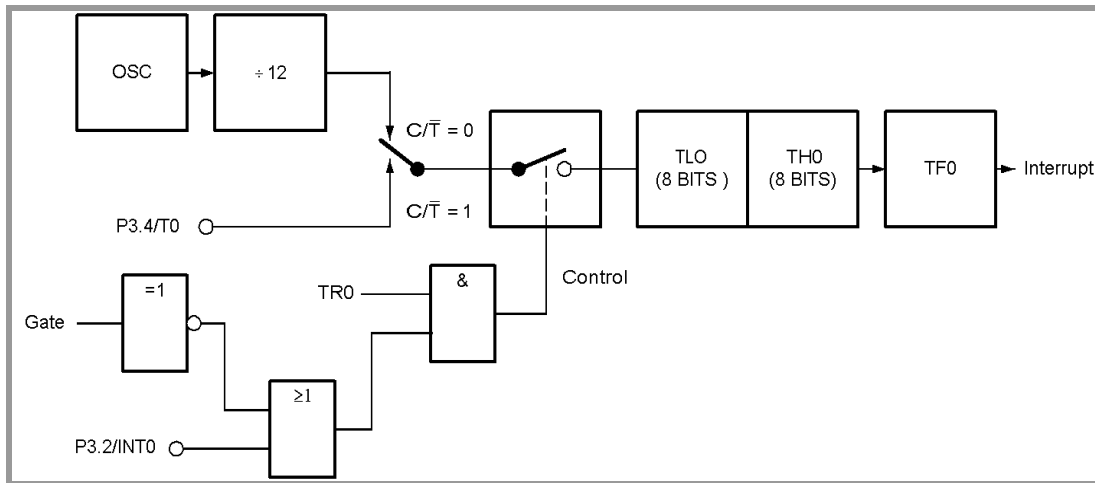 OSC
÷ 12
C/T̅ = 0
C/T̅ = 1
P3.4/T0
TLO
(8 BITS )
TH0
(8 BITS)
TF0
Interrupt
Control
TR0
&
=1
Gate
≥1
P3.2/INT0